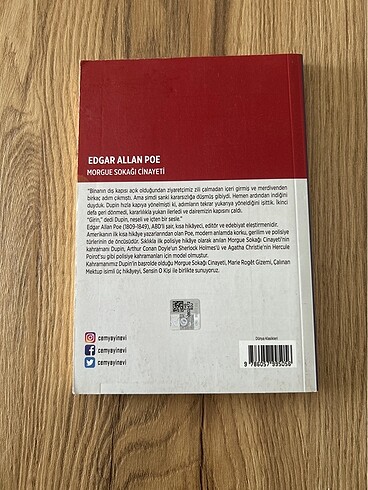 EDGAR ALLAN POE
MORGUE SOKAĞI CİNAYETİ
"Binanın dış kapısı açık olduğundan ziyaretçimiz zili çalmadan içeri girmiş ve merdivenden
birkaç adım çıkmıştı. Ama şimdi sanki kararsızlığa düşmüş gibiydi. Hemen ardından indiğini
duyduk. Dupin hızla kapıya yönelmişti ki, adımların tekrar yukarıya yöneldiğini işittik. İkinci
defa geri dönmedi, kararlılıkla yukarı ilerledi ve dairemizin kapısını çaldı.
"Girin," dedi Dupin, neşeli ve içten bir sesle."
Edgar Allan Poe (1809-1849), ABD'li şair, kısa hikâyeci, editör ve edebiyat eleştirmenidir.
Amerikanın ilk kısa hikâye yazarlarından olan Poe, modern anlamda korku, gerilim ve polisiye
türlerinin de öncüsüdür. Sıklıkla ilk polisiye hikâye olarak anılan Morgue Sokağı Cinayeti'nin
kahramanı Dupin, Arthur Conan Doyle'un Sherlock Holmes'ü ve Agatha Christie'nin Hercule
Poirot'su gibi polisiye kahramanları için model olmuştur.
Kahramanımız Dupin'in başrolde olduğu Morgue Sokağı Cinayeti, Marie Rogêt Gizemi, Çalınan
Mektup isimli üç hikâyeyi, Sensin O Kişi ile birlikte sunuyoruz.
cemyayinevi
cemyayinevi
cemyayinevi
Dünya Klasikleri
9 786057 995056